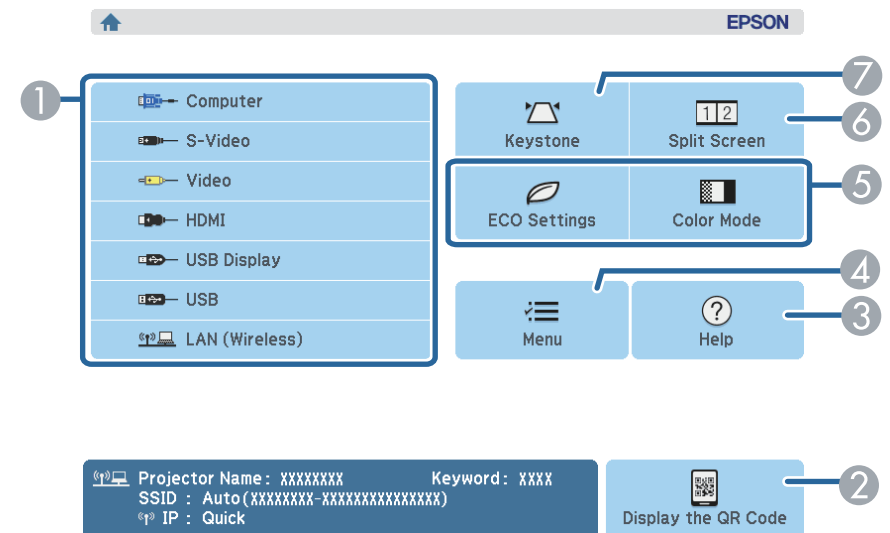 EPSON
1
Computer
S-Video
Video
HDMI
USB Display
USB
LAN (Wireless)
7
Keystone
1 2
Split Screen
6
ECO Settings
Color Mode
5
4
Menu
?
Help
3
Projector Name : XXXXXXXX Keyword : XXXX
SSID : Auto(XXXXXXXX-XXXXXXXXXXXXXXX)
IP : Quick
Display the QR Code
2